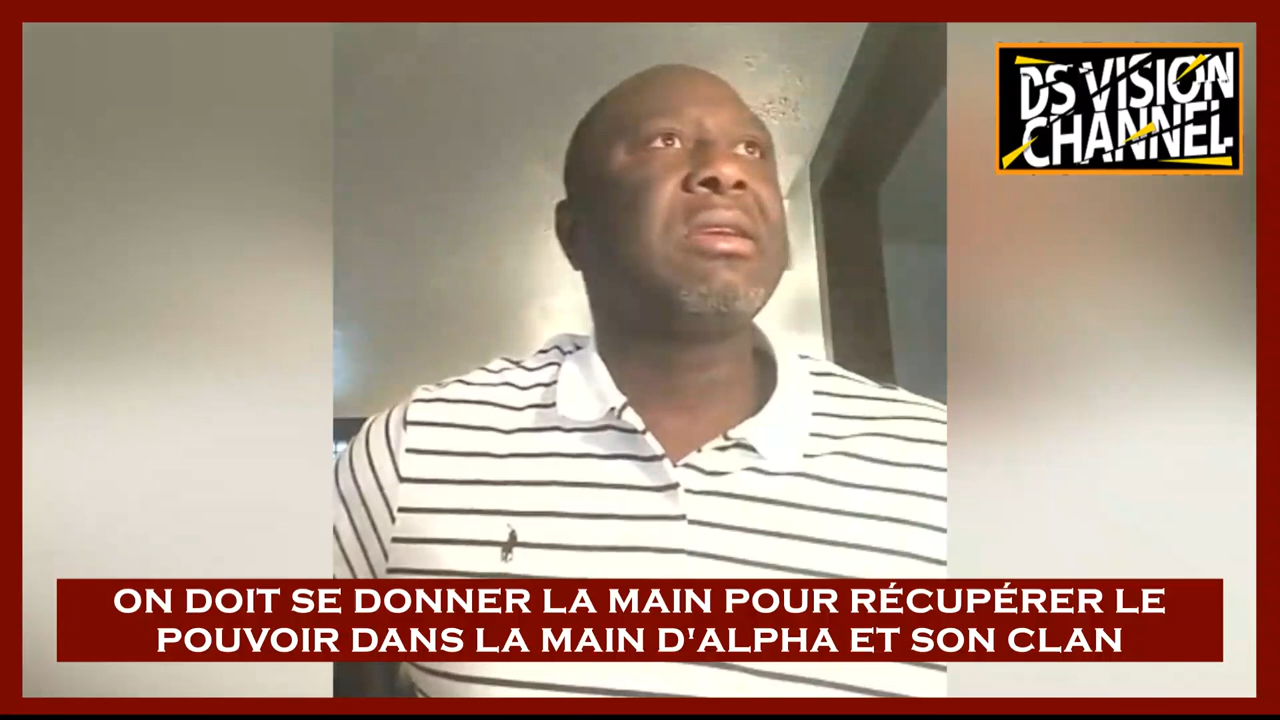 DS VISION
CHANNEL
ON DOIT SE DONNER LA MAIN POUR RÉCUPÉRER LE
POUVOIR DANS LA MAIN D'ALPHA ET SON CLAN